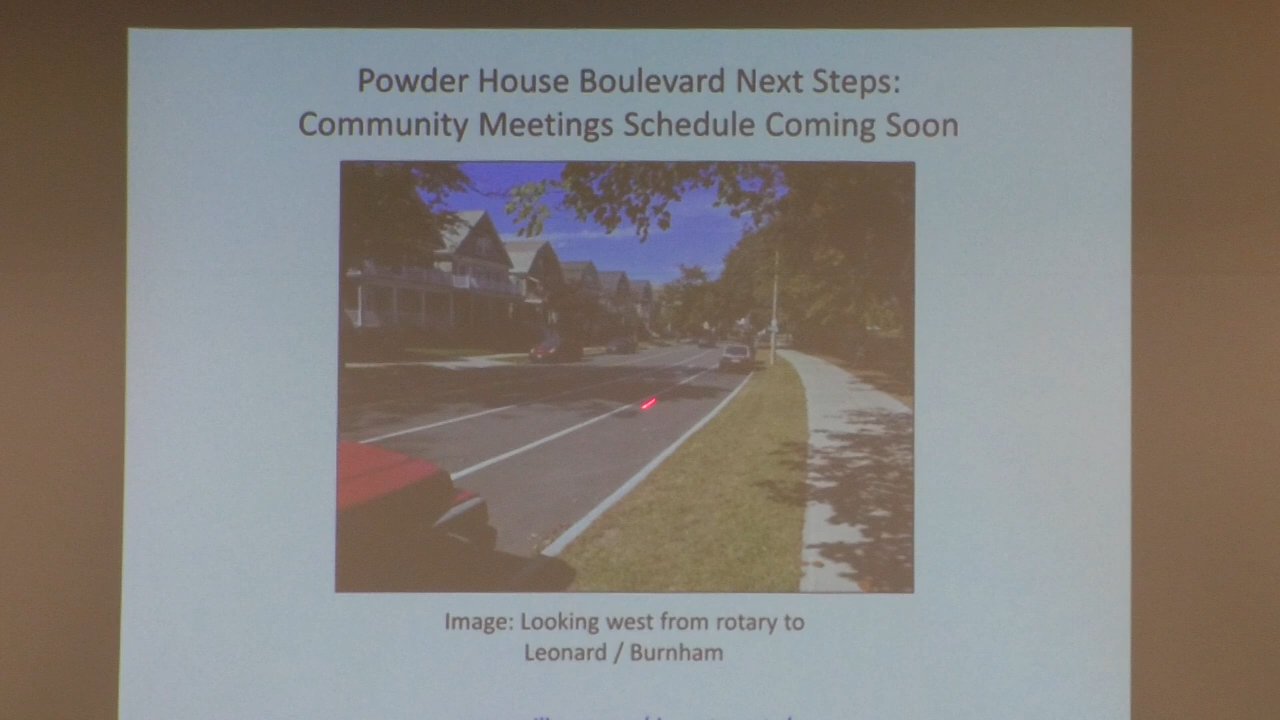 Powder House Boulevard Next Steps:
Community Meetings Schedule Coming Soon
Image: Looking west from rotary to
Leonard / Burnham